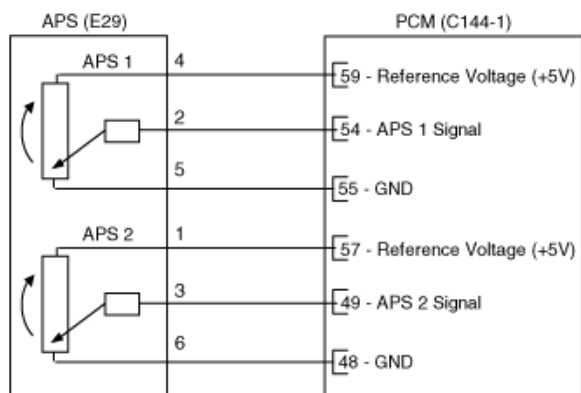 APS (E29) PCM (C144-1)
APS 1 4 59 - Reference Voltage (+5V)
2 54 - APS 1 Signal
5 55 - GND
APS 2 1 57 - Reference Voltage (+5V)
3 49 - APS 2 Signal
6 48 - GND